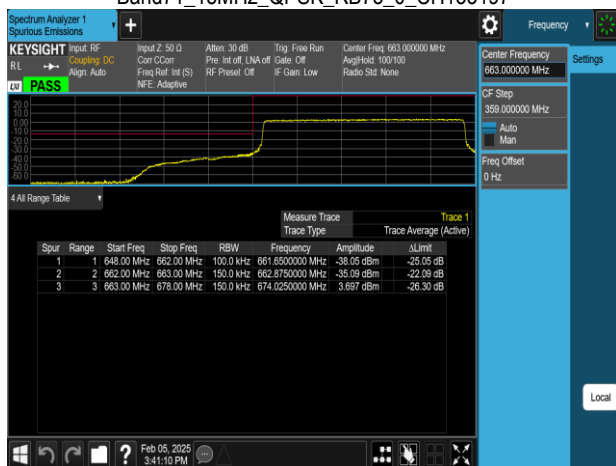 Spectrum Analyzer 1
Spurious Emissions
+
Frequency
KEYSIGHT
RL
LXI
PASS
Input: RF
Coupling: DC
Align: Auto
Input Z: 50 Ω
Corr CCorr
Freq Ref: Int (S)
NFE: Adaptive
Atten: 30 dB
Pre: Int off, LNA off
RF Preset: Off
Trig: Free Run
Gate: Off
IF Gain: Low
Center Freq: 663.000000 MHz
Avg|Hold: 100/100
Radio Std: None
Center Frequency
663.000000 MHz
Settings
CF Step
359.000000 MHz
Auto
Man
Freq Offset
0 Hz
20.0
10.0
0.00
-10.0
-20.0
-30.0
-40.0
-50.0
-60.0
4 All Range Table
Measure Trace Trace 1
Trace Type Trace Average (Active)
Spur Range Start Freq Stop Freq RBW Frequency Amplitude ΔLimit
1 1 648.00 MHz 662.00 MHz 100.0 kHz 661.6500000 MHz -38.05 dBm -25.05 dB
2 2 662.00 MHz 663.00 MHz 150.0 kHz 662.8750000 MHz -35.09 dBm -22.09 dB
3 3 663.00 MHz 678.00 MHz 150.0 kHz 674.0250000 MHz 3.697 dBm -26.30 dB
Local
?
Feb 05, 2025
3:41:10 PM